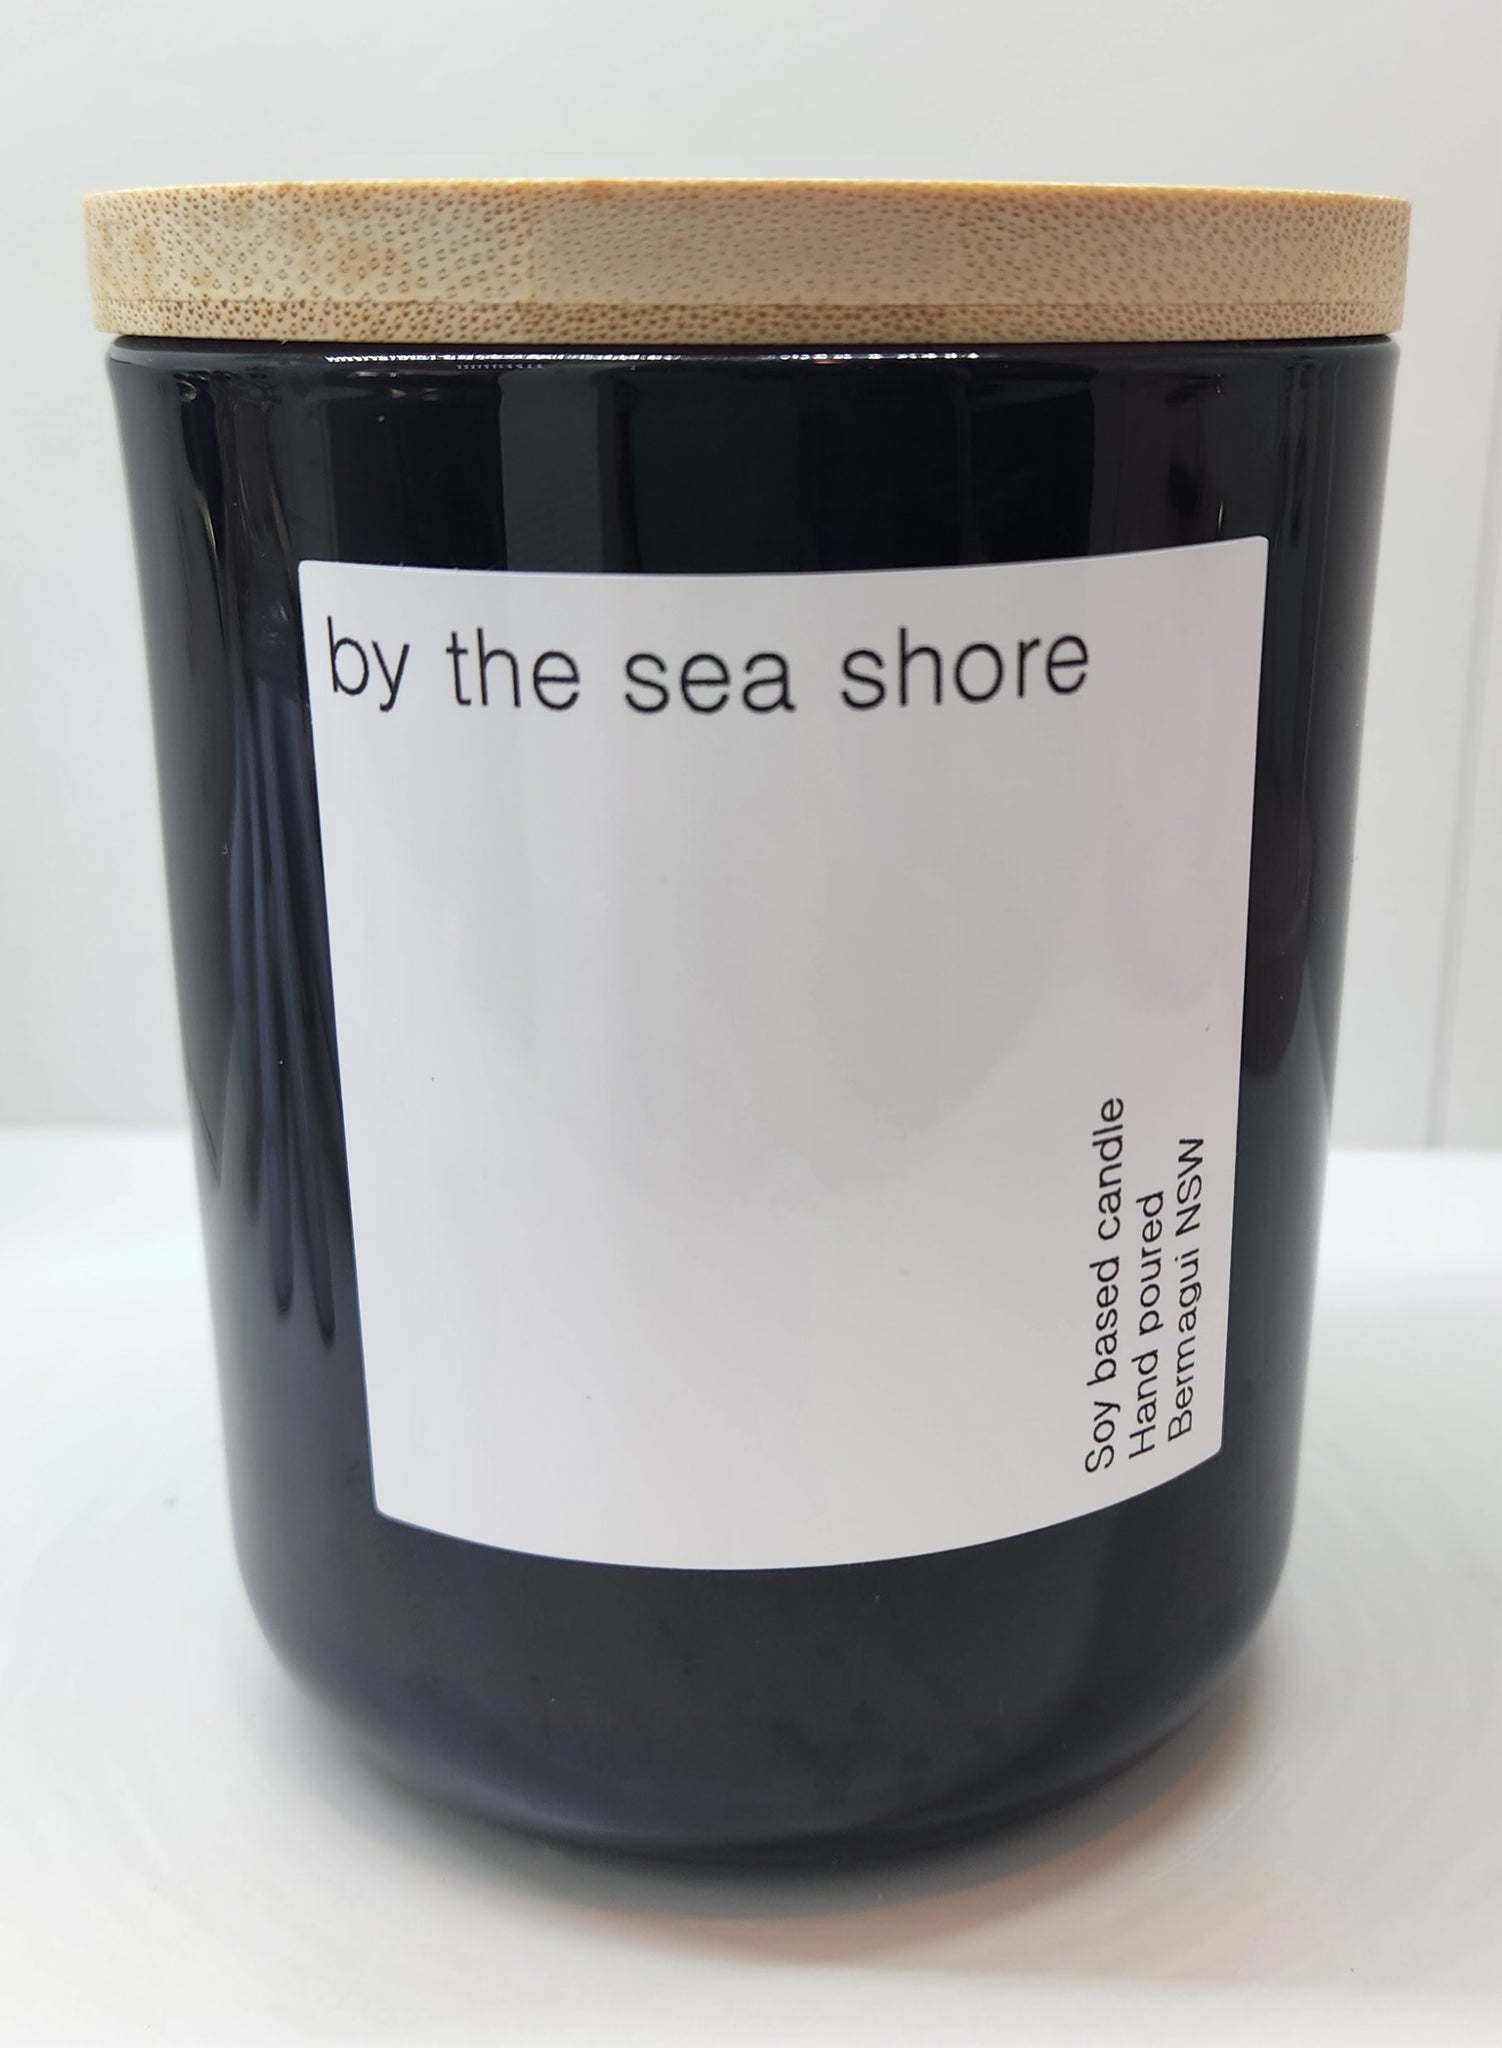 by the sea shore
Soy based candle
Hand poured
Bermagui NSW